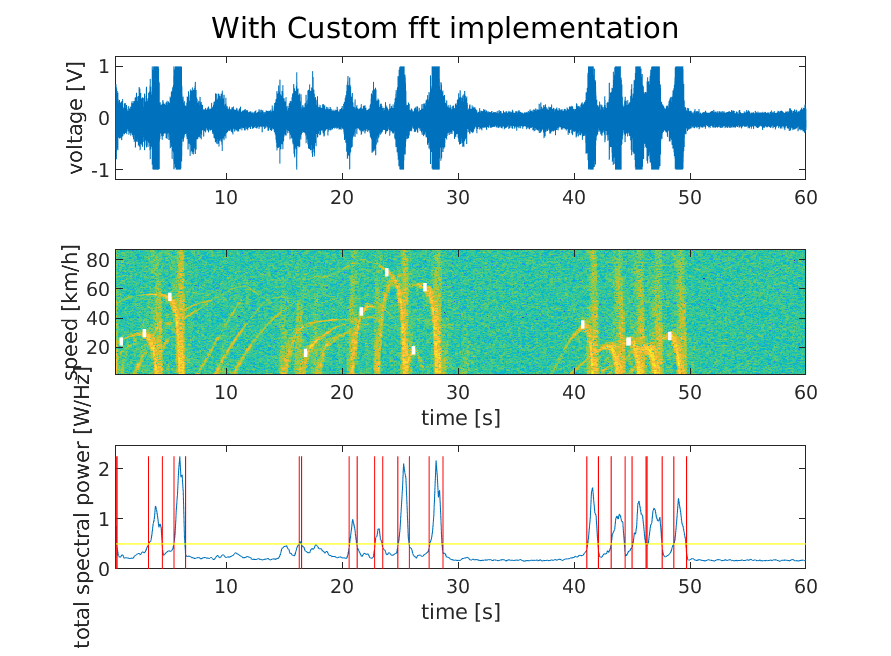 With Custom fft implementation
voltage [V]
1
0
-1
10 20 30 40 50 60
speed [km/h]
80
60
40
20
10 20 30 40 50 60
time [s]
total spectral power [W/Hz]
2
1
0
10 20 30 40 50 60
time [s]